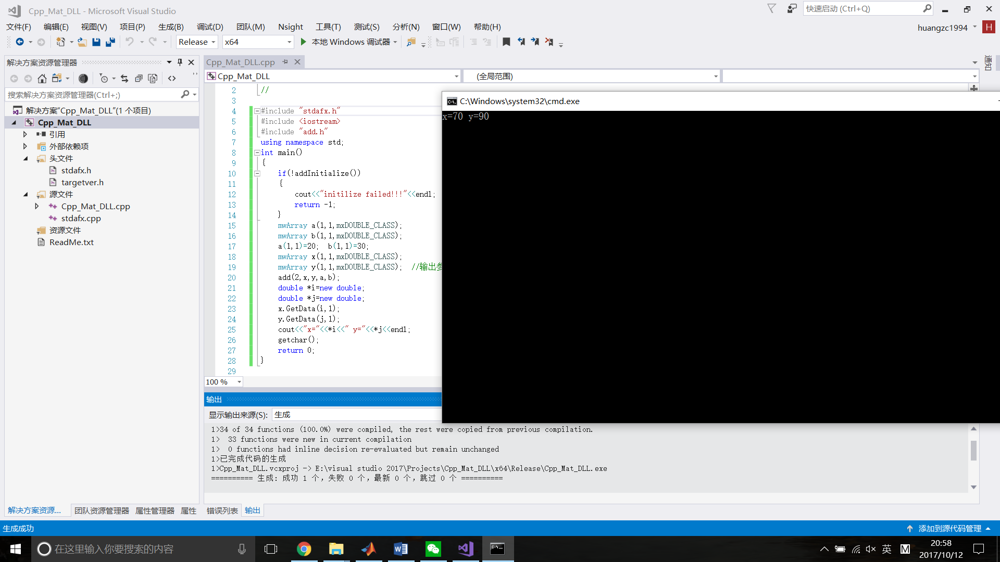 Cpp_Mat_DLL - Microsoft Visual Studio
快速启动 (Ctrl+Q)
文件(F) 编辑(E) 视图(V) 项目(P) 生成(B) 调试(D) 团队(M) Nsight 工具(T) 测试(S) 分析(N) 窗口(W) 帮助(H)
huangzc1994 H
Release x64 本地 Windows 调试器
解决方案资源管理器
搜索解决方案资源管理器(Ctrl+;)
解决方案"Cpp_Mat_DLL"(1 个项目)
Cpp_Mat_DLL
引用
外部依赖项
头文件
stdafx.h
targetver.h
源文件
Cpp_Mat_DLL.cpp
stdafx.cpp
资源文件
ReadMe.txt
Cpp_Mat_DLL.cpp
Cpp_Mat_DLL (全局范围)
通知
2 //
3
4 #include "stdafx.h"
5 #include <iostream>
6 #include "add.h"
7 using namespace std;
8 int main()
9 {
10 if(!addInitialize())
11 {
12 cout<<"initilize failed!!!"<<endl;
13 return -1;
14 }
15 mwArray a(1,1,mxDOUBLE_CLASS);
16 mwArray b(1,1,mxDOUBLE_CLASS);
17 a(1,1)=20; b(1,1)=30;
18 mwArray x(1,1,mxDOUBLE_CLASS);
19 mwArray y(1,1,mxDOUBLE_CLASS); //输出参
20 add(2,x,y,a,b);
21 double *i=new double;
22 double *j=new double;
23 x.GetData(i,1);
24 y.GetData(j,1);
25 cout<<"x="<<*i<<" y="<<*j<<endl;
26 getchar();
27 return 0;
28 }
29
100 %
C:\Windows\system32\cmd.exe
x=70 y=90
输出
显示输出来源(S): 生成
1>34 of 34 functions (100.0%) were compiled, the rest were copied from previous compilation.
1>  33 functions were new in current compilation
1>  0 functions had inline decision re-evaluated but remain unchanged
1>已完成代码的生成
1>Cpp_Mat_DLL.vcxproj -> E:\visual studio 2017\Projects\Cpp_Mat_DLL\x64\Release\Cpp_Mat_DLL.exe
========== 生成: 成功 1 个，失败 0 个，最新 0 个，跳过 0 个 ==========
解决方案资源... 团队资源管理器 属性管理器 属性 错误列表 输出
生成成功
添加到源代码管理
在这里输入你要搜索的内容
英 M
20:58
2017/10/12